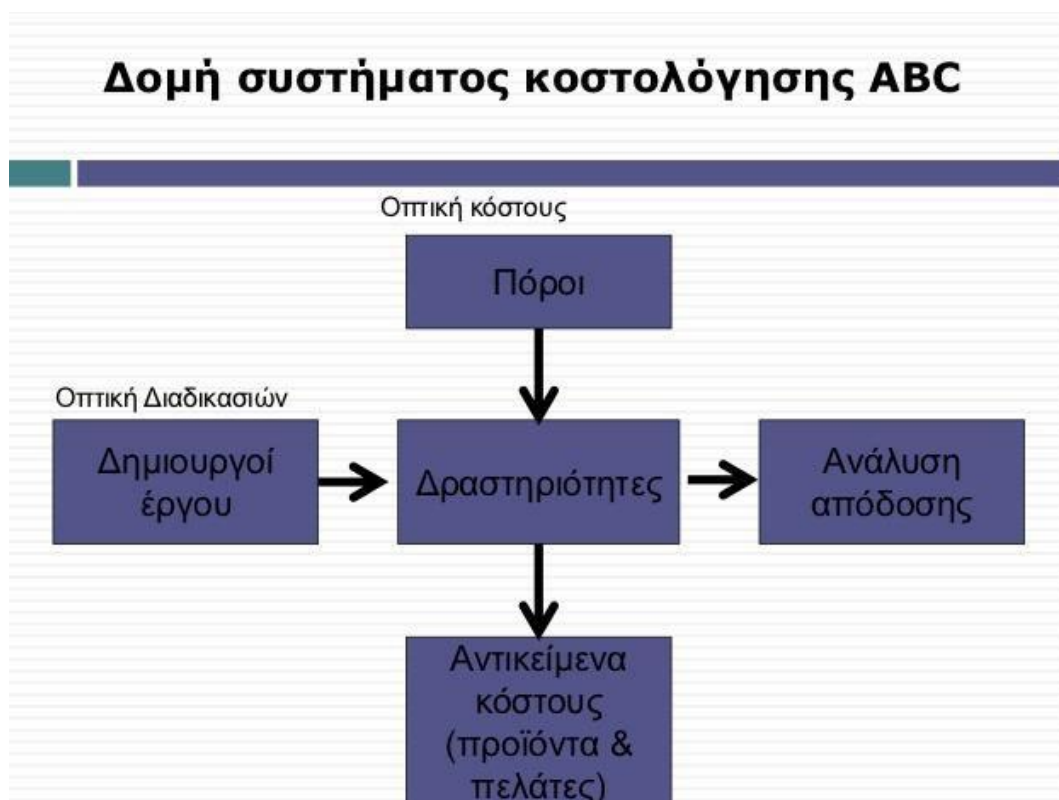 Δομή συστήματος κοστολόγησης ABC
Οπτική κόστους
Πόροι
Οπτική Διαδικασιών
Δημιουργοί
έργου
Δραστηριότητες
Ανάλυση
απόδοσης
Αντικείμενα
κόστους
(προϊόντα &
πελάτες)